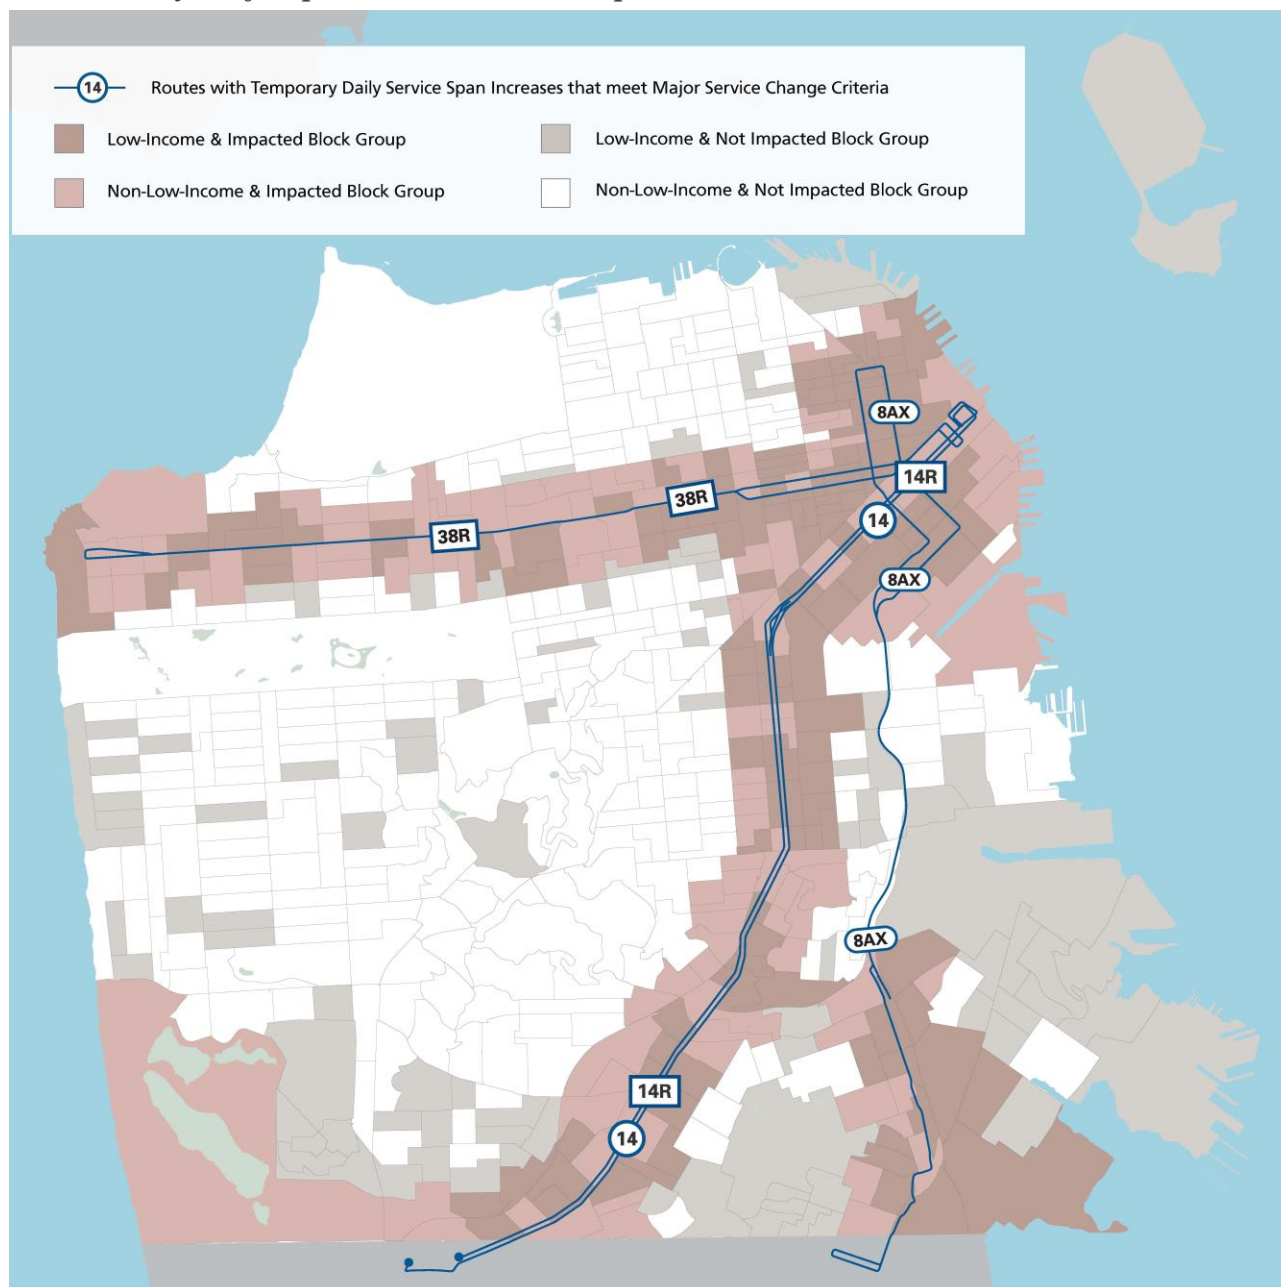 14 Routes with Temporary Daily Service Span Increases that meet Major Service Change Criteria
Low-Income & Impacted Block Group
Low-Income & Not Impacted Block Group
Non-Low-Income & Impacted Block Group
Non-Low-Income & Not Impacted Block Group
8AX
14R
38R
14
38R
8AX
8AX
14R
14